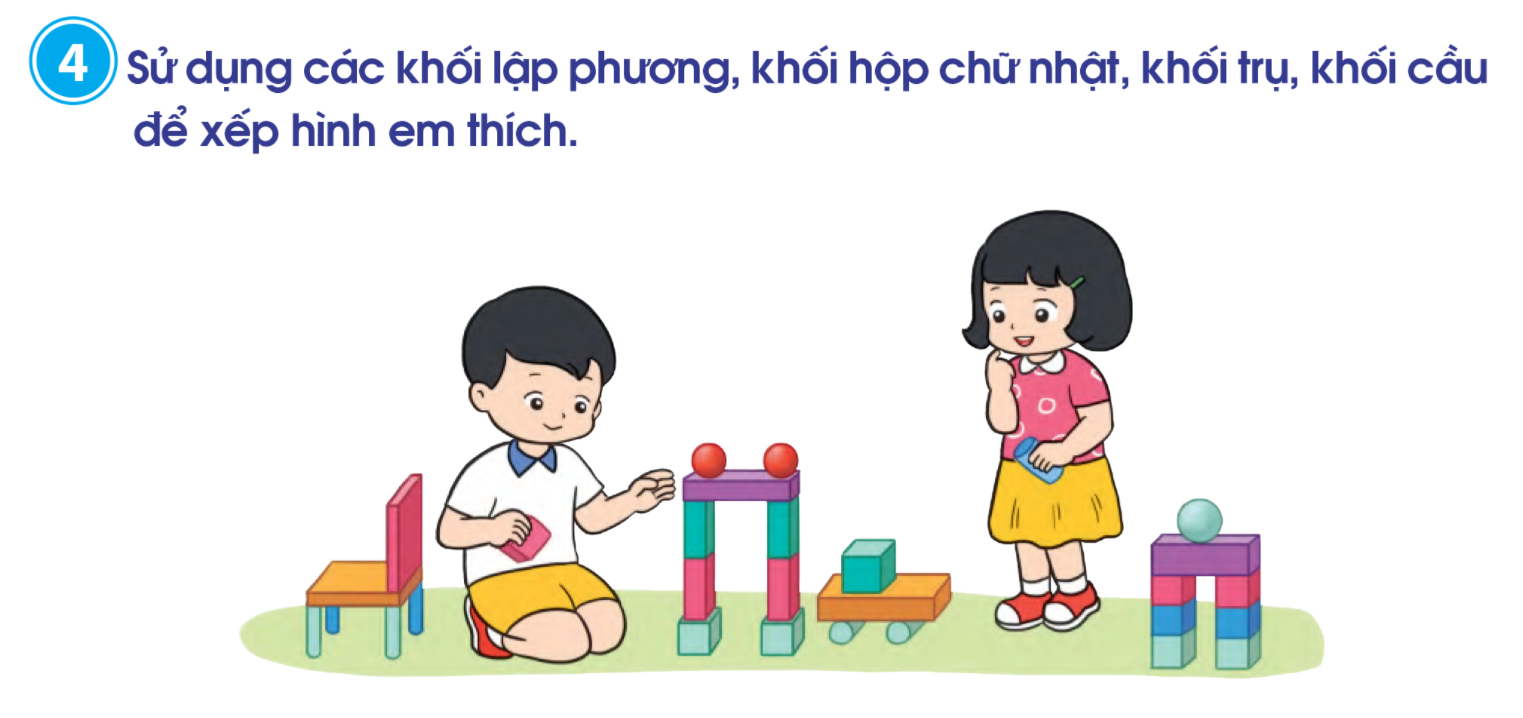 4 Sử dụng các khối lập phương, khối hộp chữ nhật, khối trụ, khối cầu
để xếp hình em thích.